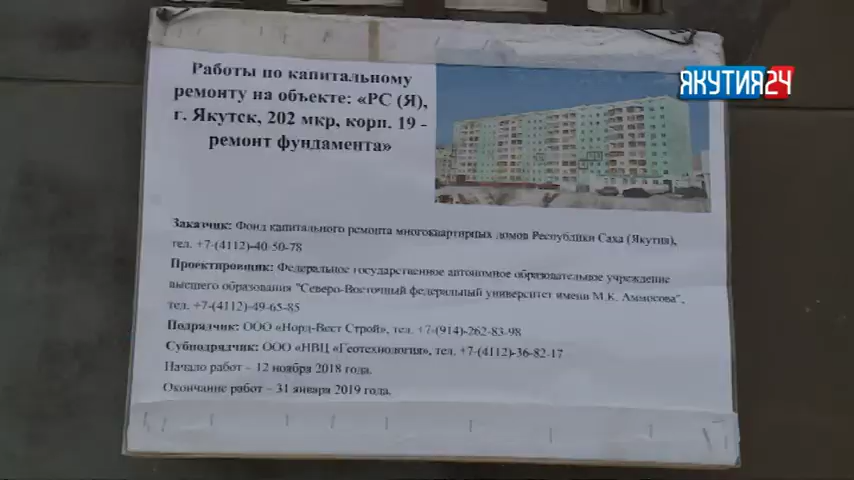 Работы по капитальному
ремонту на объекте: «РС (Я),
г. Якутск, 202 мкр, корп. 19 -
ремонт фундамента»
ЯКУТИЯ24
Заказчик: Фонд капитального ремонта многоквартирных домов Республики Саха (Якутия),
тел. +7-(4112)-40-50-78
Проектировщик: Федеральное государственное автономное образовательное учреждение
высшего образования "Северо-Восточный федеральный университет имени М.К. Аммосова",
тел. +7-(4112)-49-65-85
Подрядчик: ООО «Норд-Вест Строй», тел. +7-(914)-262-83-98
Субподрядчик: ООО «НВЦ «Геотехнология», тел. +7-(4112)-36-82-17
Начало работ – 12 ноября 2018 года.
Окончание работ – 31 января 2019 года.